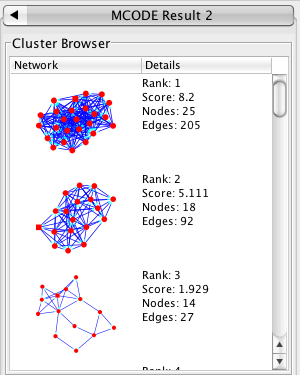 MCODE Result 2
Cluster Browser
Network Details
Rank: 1
Score: 8.2
Nodes: 25
Edges: 205
Rank: 2
Score: 5.111
Nodes: 18
Edges: 92
Rank: 3
Score: 1.929
Nodes: 14
Edges: 27